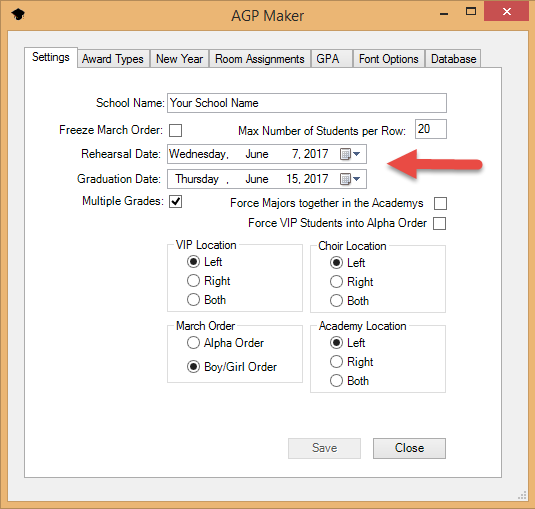 AGP Maker
Settings Award Types New Year Room Assignments GPA Font Options Database
School Name: Your School Name
Freeze March Order: Max Number of Students per Row: 20
Rehearsal Date: Wednesday, June 7, 2017
Graduation Date: Thursday , June 15, 2017
Multiple Grades: Force Majors together in the Academys
Force VIP Students into Alpha Order
VIP Location Choir Location
Left Left
Right Right
Both Both
March Order Academy Location
Alpha Order Left
Boy/Girl Order Right
Both
Save Close